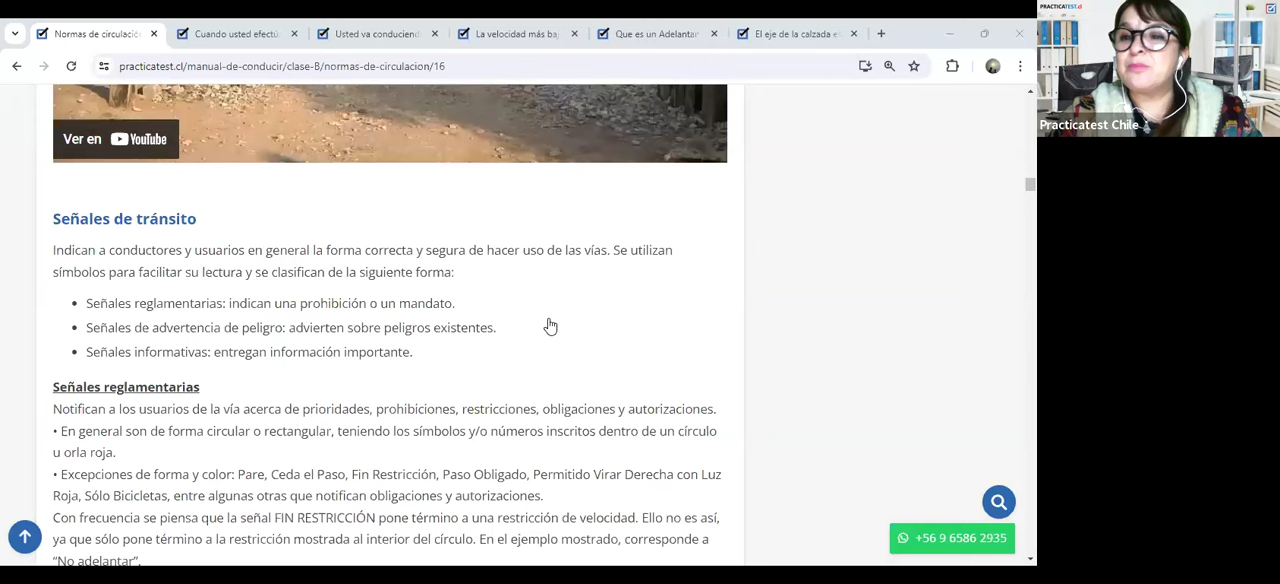 Normas de circulació
Cuando usted efectú
Usted va conduciend
La velocidad más ba
Que es un Adelantar
El eje de la calzada e
practicatest.cl/manual-de-conducir/clase-B/normas-de-circulacion/16
PRACTICATEST.cl
Practicatest Chile
Ver en YouTube
Señales de tránsito
Indican a conductores y usuarios en general la forma correcta y segura de hacer uso de las vías. Se utilizan
símbolos para facilitar su lectura y se clasifican de la siguiente forma:
• Señales reglamentarias: indican una prohibición o un mandato.
• Señales de advertencia de peligro: advierten sobre peligros existentes.
• Señales informativas: entregan información importante.
Señales reglamentarias
Notifican a los usuarios de la vía acerca de prioridades, prohibiciones, restricciones, obligaciones y autorizaciones.
• En general son de forma circular o rectangular, teniendo los símbolos y/o números inscritos dentro de un círculo
u orla roja.
• Excepciones de forma y color: Pare, Ceda el Paso, Fin Restricción, Paso Obligado, Permitido Virar Derecha con Luz
Roja, Sólo Bicicletas, entre algunas otras que notifican obligaciones y autorizaciones.
Con frecuencia se piensa que la señal FIN RESTRICCIÓN pone término a una restricción de velocidad. Ello no es así,
ya que sólo pone término a la restricción mostrada al interior del círculo. En el ejemplo mostrado, corresponde a
“No adelantar”.
+56 9 6586 2935